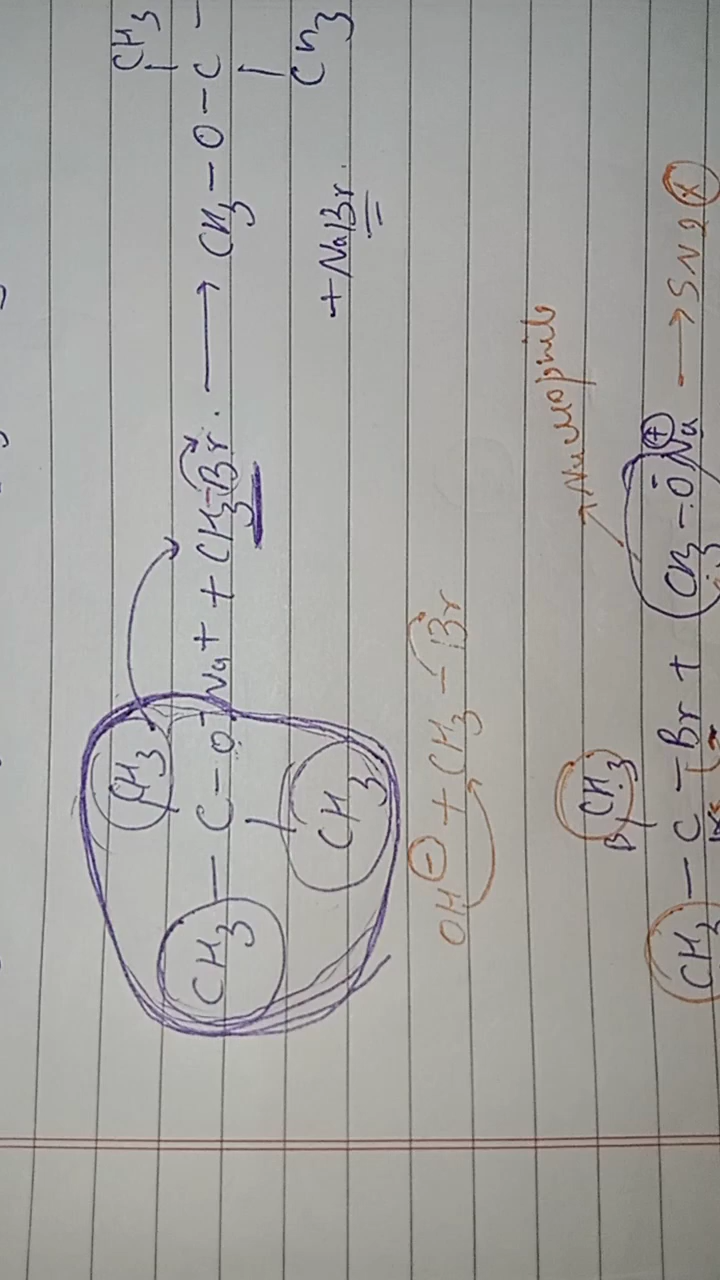 CH3 CH3
CH3 - C - O⁻ Na+ + CH3-Br. ⟶ CH3 - O - C -
CH3 CH3
+ NaBr.
OH⊖ + CH3 - Br
Nucleophile
CH3
CH3 - C - Br + CH3 - O⁻ Na⊕ ⟶ SN2 ⓧ